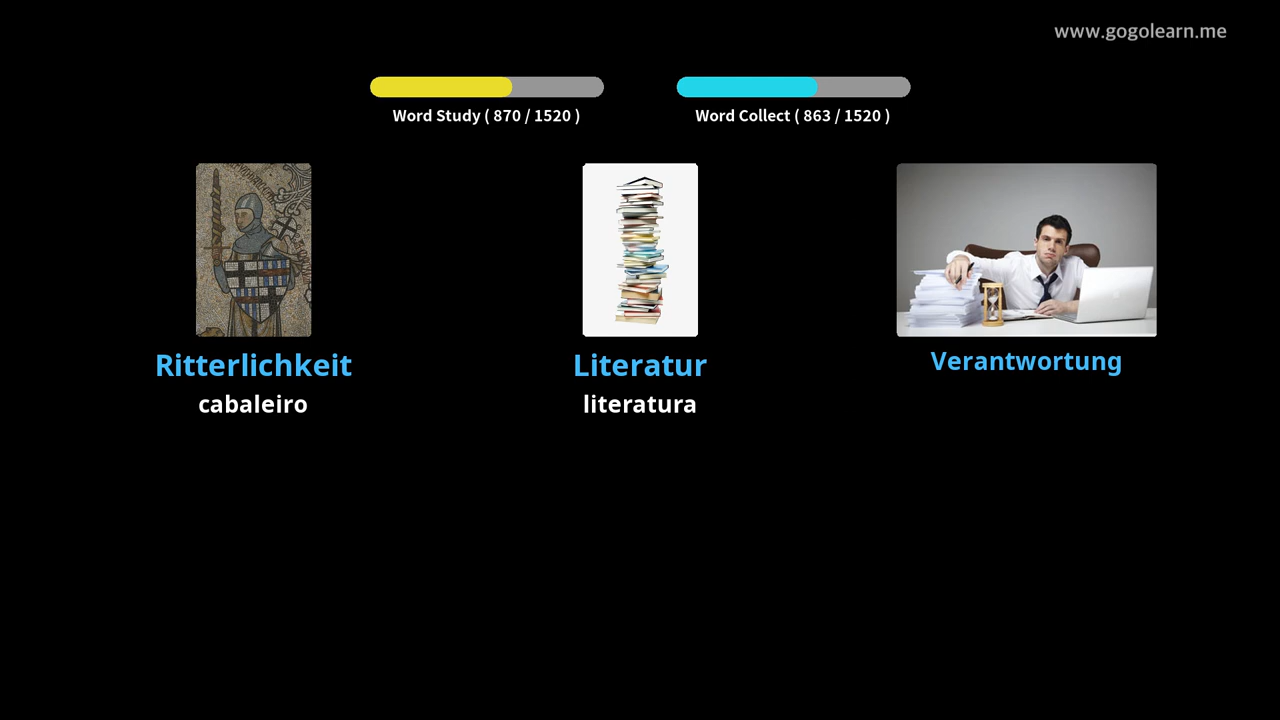 www.gogolearn.me
Word Study ( 870 / 1520 )
Word Collect ( 863 / 1520 )
Ritterlichkeit
cabaleiro
Literatur
literatura
Verantwortung